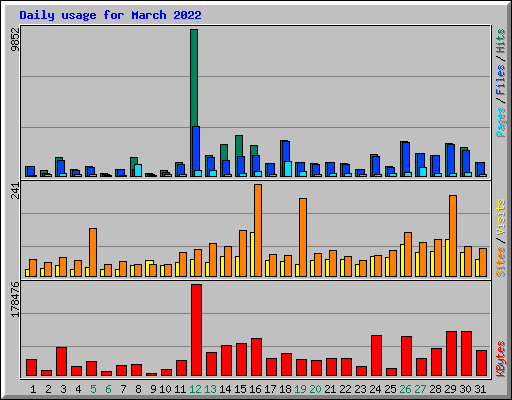 Daily usage for March 2022
9852
Pages / Files / Hits
241
Sites / Visits
178476
KBytes
1 2 3 4 5 6 7 8 9 10 11 12 13 14 15 16 17 18 19 20 21 22 23 24 25 26 27 28 29 30 31